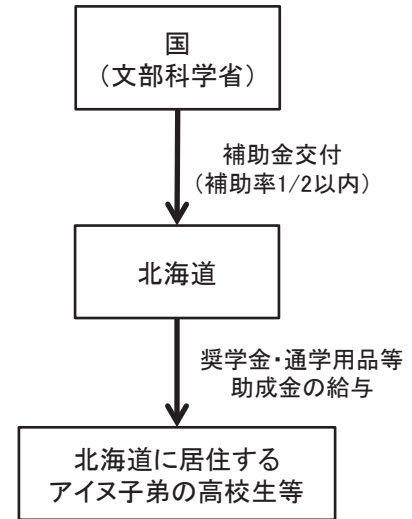 国
（文部科学省）
補助金交付
（補助率1/2以内）
北海道
奨学金・通学用品等
助成金の給与
北海道に居住する
アイヌ子弟の高校生等